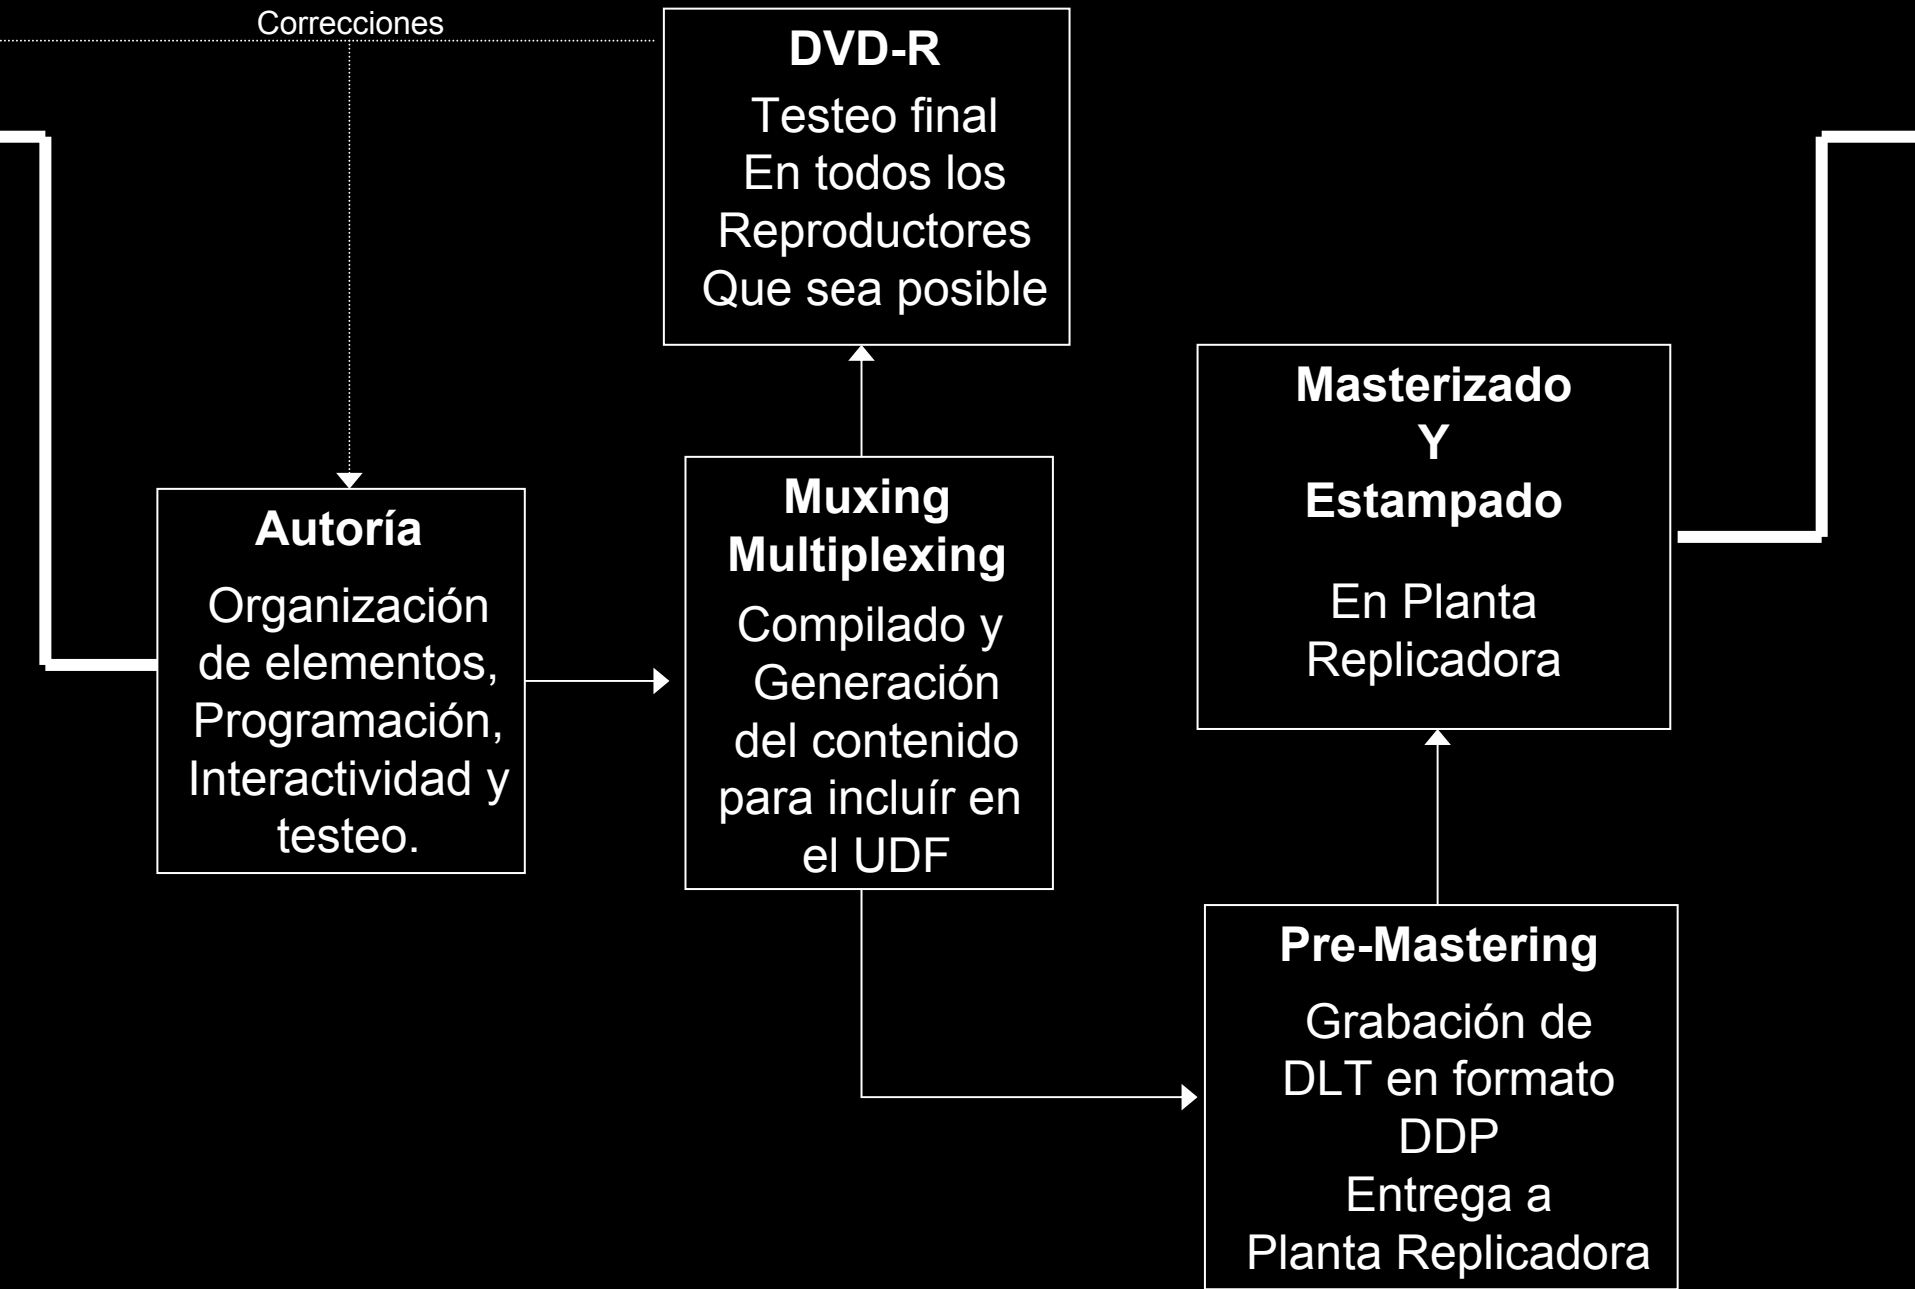 Correcciones
DVD-R
Testeo final
En todos los
Reproductores
Que sea posible
Autoría
Organización
de elementos,
Programación,
Interactividad y
testeo.
Muxing
Multiplexing
Compilado y
Generación
del contenido
para incluír en
el UDF
Masterizado
Y
Estampado
En Planta
Replicadora
Pre-Mastering
Grabación de
DLT en formato
DDP
Entrega a
Planta Replicadora